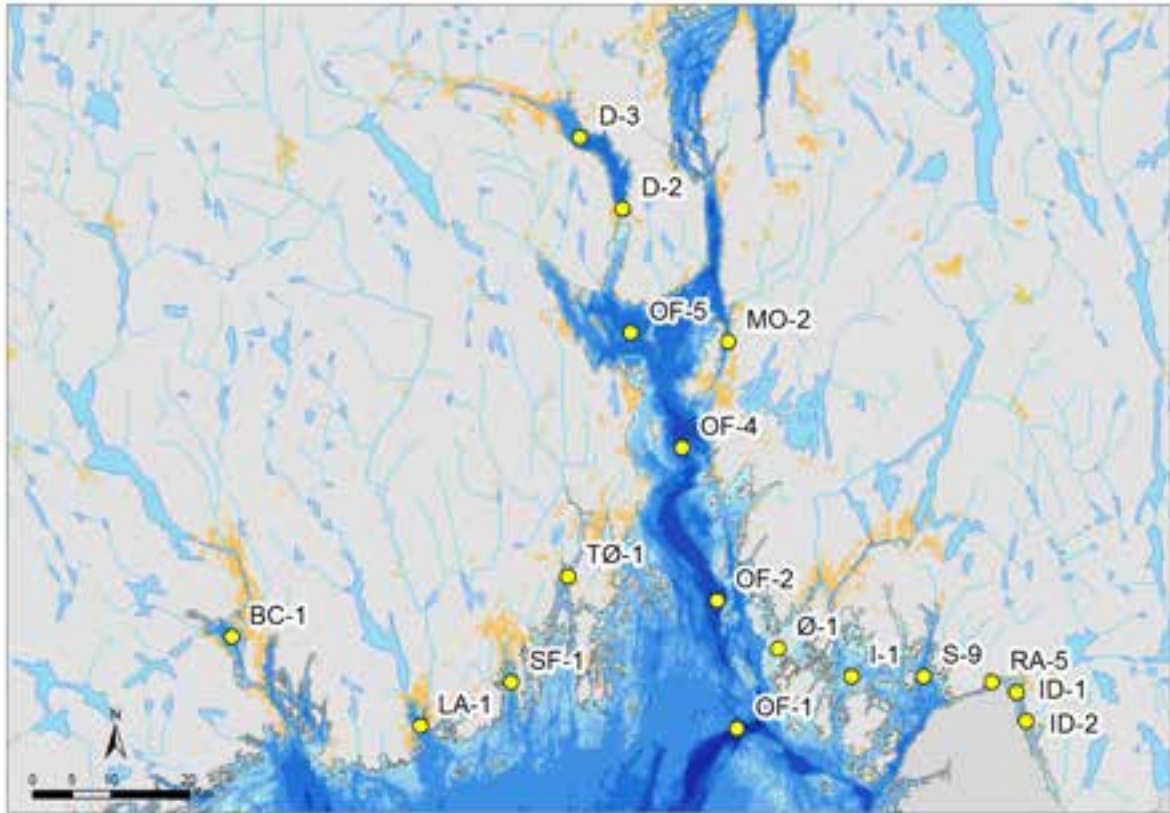 D-3
D-2
OF-5
MO-2
OF-4
TØ-1
OF-2
BC-1
Ø-1
SF-1
I-1
S-9
RA-5
ID-1
LA-1
OF-1
ID-2
N
0 5 10 20